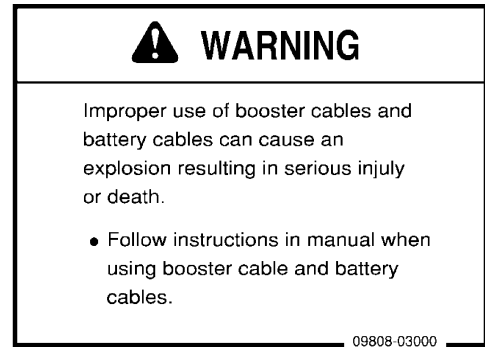 WARNING
Improper use of booster cables and
battery cables can cause an
explosion resulting in serious injuly
or death.
● Follow instructions in manual when
using booster cable and battery
cables.
09808-03000